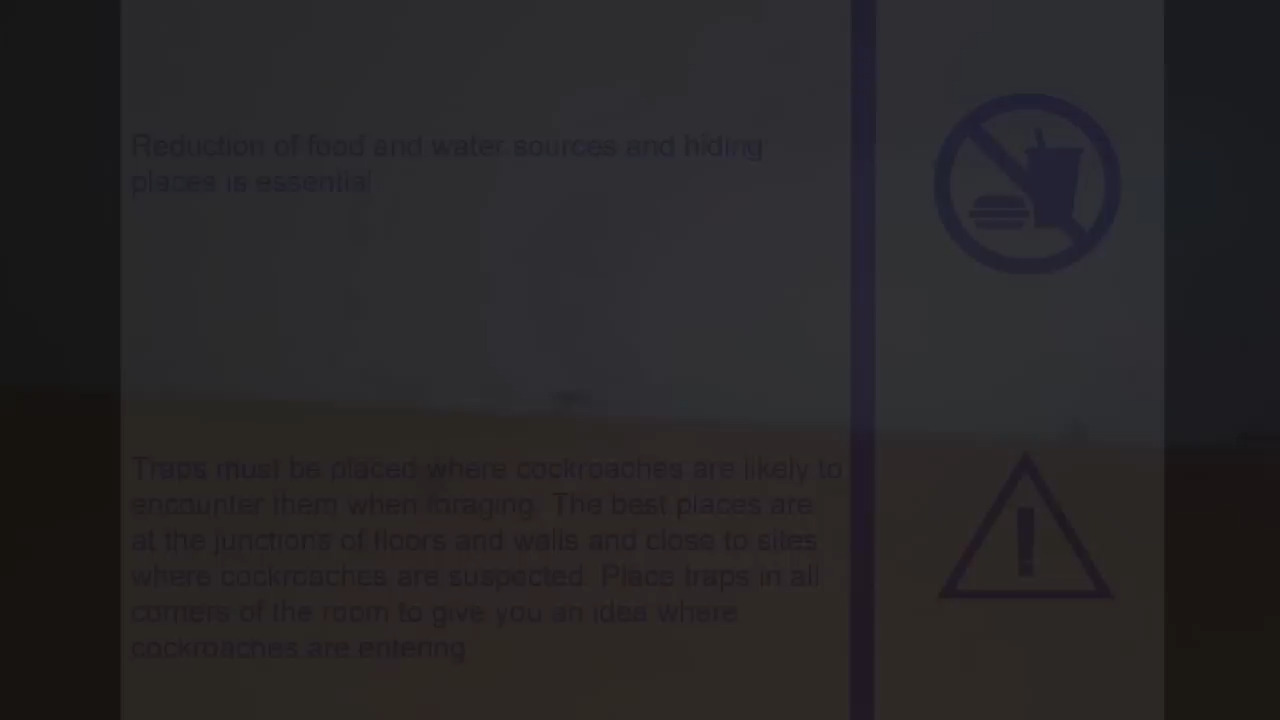 Reduction of food and water sources and hiding
places is essential
Traps must be placed where cockroaches are likely to
encounter them when foraging. The best places are
at the junctions of floors and walls and close to sites
where cockroaches are suspected. Place traps in all
corners of the room to give you an idea where
cockroaches are entering